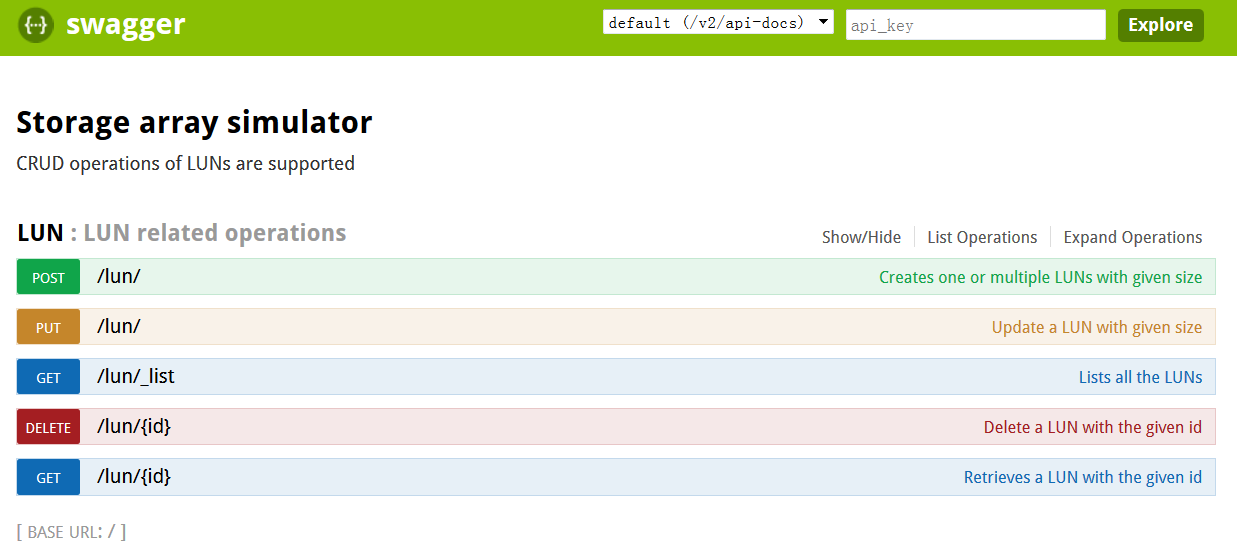 swagger
default (/v2/api-docs)
api_key
Explore
Storage array simulator
CRUD operations of LUNs are supported
LUN : LUN related operations
Show/Hide
List Operations
Expand Operations
POST /lun/ Creates one or multiple LUNs with given size
PUT /lun/ Update a LUN with given size
GET /lun/_list Lists all the LUNs
DELETE /lun/{id} Delete a LUN with the given id
GET /lun/{id} Retrieves a LUN with the given id
[ BASE URL: / ]